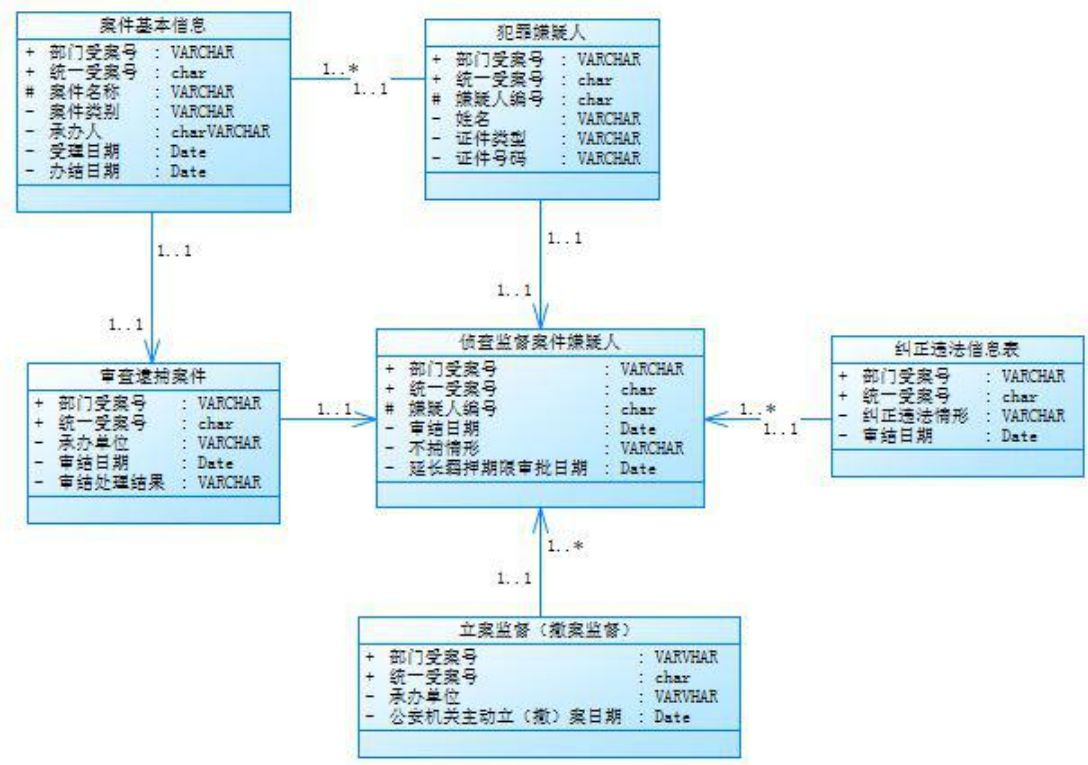 案件基本信息
+ 部门受案号 : VARCHAR
+ 统一受案号 : char
# 案件名称 : VARCHAR
- 案件类别 : VARCHAR
- 承办人 : charVARCHAR
- 受理日期 : Date
- 办结日期 : Date
1..*
1..1
犯罪嫌疑人
+ 部门受案号 : VARCHAR
+ 统一受案号 : char
# 嫌疑人编号 : char
- 姓名 : VARCHAR
- 证件类型 : VARCHAR
- 证件号码 : VARCHAR
1..1
1..1
1..1
1..1
审查逮捕案件
+ 部门受案号 : VARCHAR
+ 统一受案号 : char
- 承办单位 : VARCHAR
- 审结日期 : Date
- 审结处理结果 : VARCHAR
1..1
侦查监督案件嫌疑人
+ 部门受案号 : VARCHAR
+ 统一受案号 : char
# 嫌疑人编号 : char
- 审结日期 : Date
- 不捕情形 : VARCHAR
- 延长羁押期限审批日期 : Date
1..*
1..1
纠正违法信息表
+ 部门受案号 : VARCHAR
+ 统一受案号 : char
- 纠正违法情形 : VARCHAR
- 审结日期 : Date
1..*
1..1
立案监督（撤案监督）
+ 部门受案号 : VARVHAR
+ 统一受案号 : char
- 承办单位 : VARVHAR
- 公安机关主动立（撤）案日期 : Date